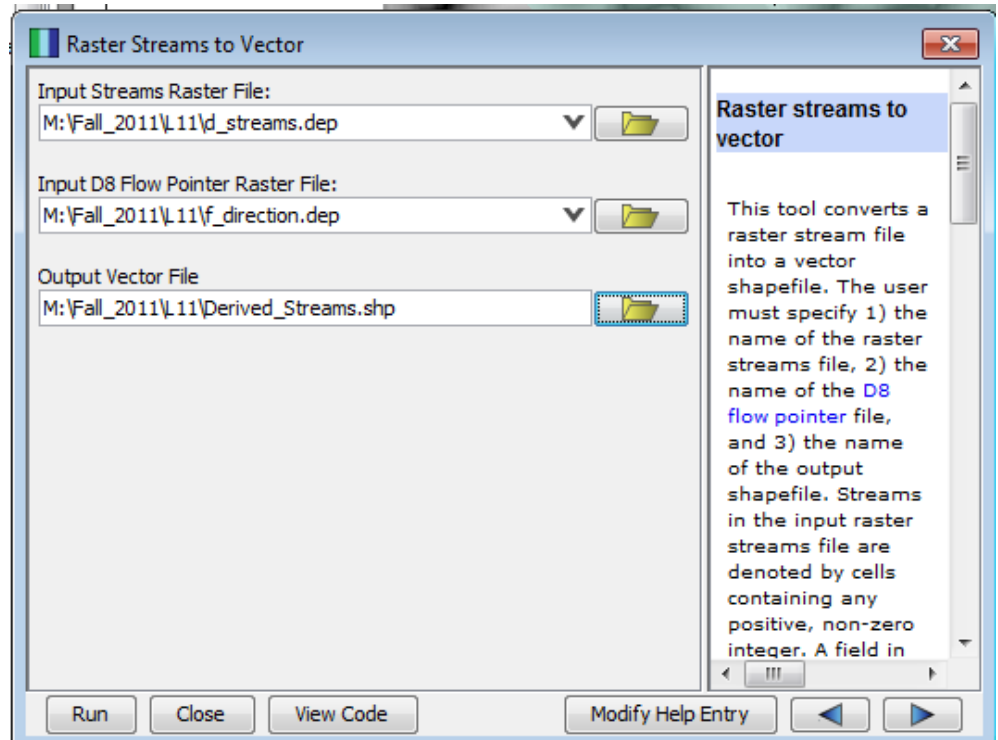 Raster Streams to Vector
Input Streams Raster File:
M:\Fall_2011\L11\d_streams.dep
Input D8 Flow Pointer Raster File:
M:\Fall_2011\L11\f_direction.dep
Output Vector File
M:\Fall_2011\L11\Derived_Streams.shp
Raster streams to
vector
This tool converts a
raster stream file
into a vector
shapefile. The user
must specify 1) the
name of the raster
streams file, 2) the
name of the D8
flow pointer file,
and 3) the name
of the output
shapefile. Streams
in the input raster
streams file are
denoted by cells
containing any
positive, non-zero
integer. A field in
Run
Close
View Code
Modify Help Entry